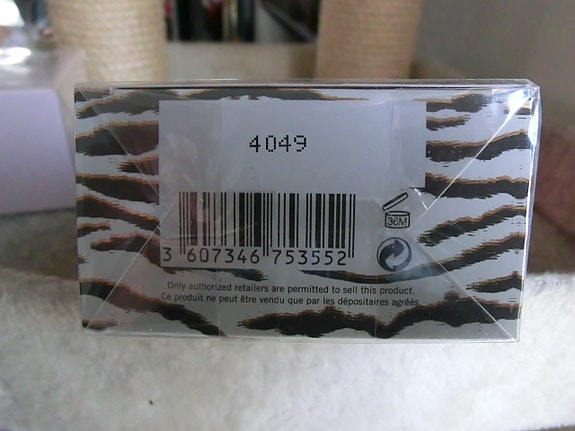 4049
36M
3 607346 753552
Only authorized retailers are permitted to sell this product.
Ce produit ne peut être vendu que par les dépositaires agréés.